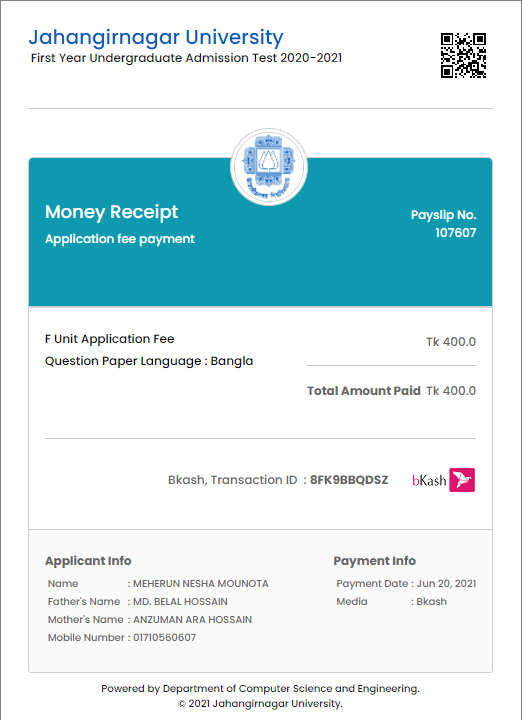 Jahangirnagar University
First Year Undergraduate Admission Test 2020-2021
Money Receipt
Application fee payment
Payslip No.
107607
F Unit Application Fee
Tk 400.0
Question Paper Language : Bangla
Total Amount Paid Tk 400.0
Bkash, Transaction ID : 8FK9BBQDSZ
bKash
Applicant Info
Name : MEHERUN NESHA MOUNOTA
Father's Name : MD. BELAL HOSSAIN
Mother's Name : ANZUMAN ARA HOSSAIN
Mobile Number : 01710560607
Payment Info
Payment Date : Jun 20, 2021
Media : Bkash
Powered by Department of Computer Science and Engineering.
© 2021 Jahangirnagar University.